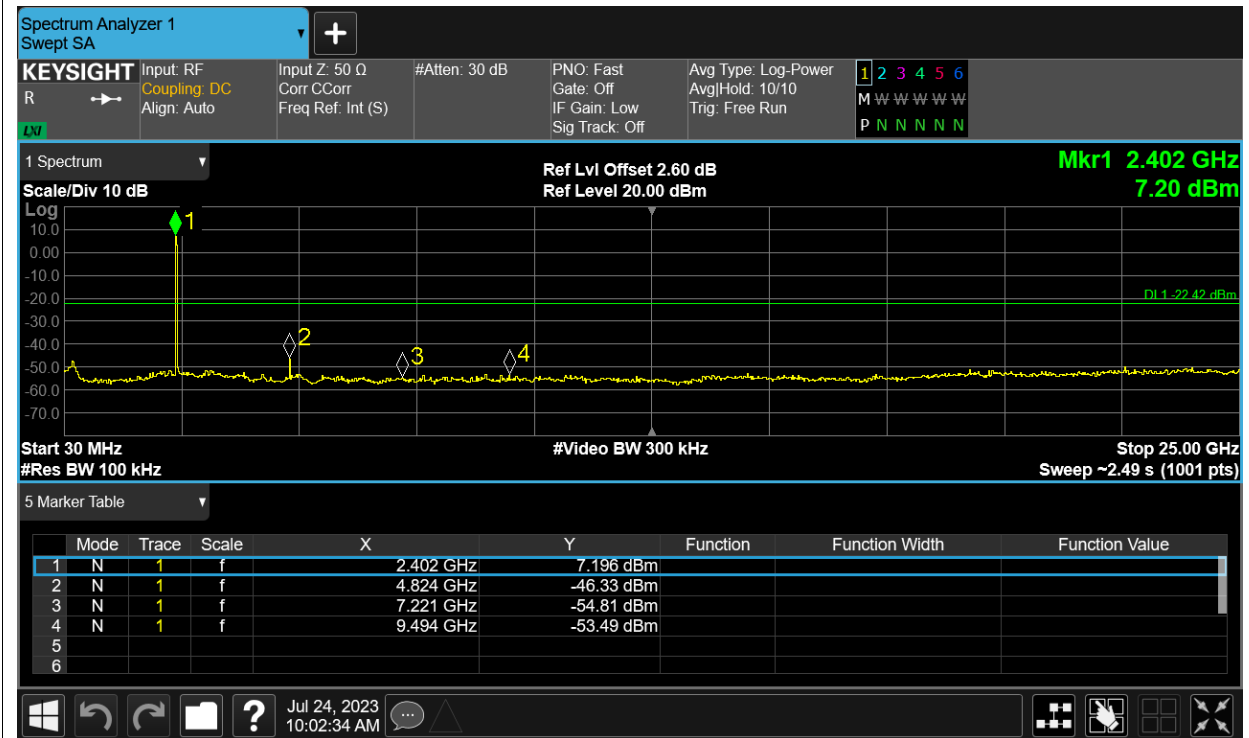 Spectrum Analyzer 1
Swept SA
KEYSIGHT Input: RF Input Z: 50 Ω #Atten: 30 dB PNO: Fast Avg Type: Log-Power 1 2 3 4 5 6
R Coupling: DC Corr CCorr Gate: Off Avg|Hold: 10/10 M W W W W W
Align: Auto Freq Ref: Int (S) IF Gain: Low Trig: Free Run
LXI Sig Track: Off P N N N N N
1 Spectrum Ref Lvl Offset 2.60 dB Mkr1 2.402 GHz
Scale/Div 10 dB Ref Level 20.00 dBm 7.20 dBm
Log
1
10.0
0.00
-10.0
-20.0 DL1 -22.42 dBm
-30.0
-40.0 2
-50.0 3 4
-60.0
-70.0
Start 30 MHz #Video BW 300 kHz Stop 25.00 GHz
#Res BW 100 kHz Sweep ~2.49 s (1001 pts)
5 Marker Table
Mode Trace Scale X Y Function Function Width Function Value
1 N 1 f 2.402 GHz 7.196 dBm
2 N 1 f 4.824 GHz -46.33 dBm
3 N 1 f 7.221 GHz -54.81 dBm
4 N 1 f 9.494 GHz -53.49 dBm
5
6
? Jul 24, 2023
10:02:34 AM